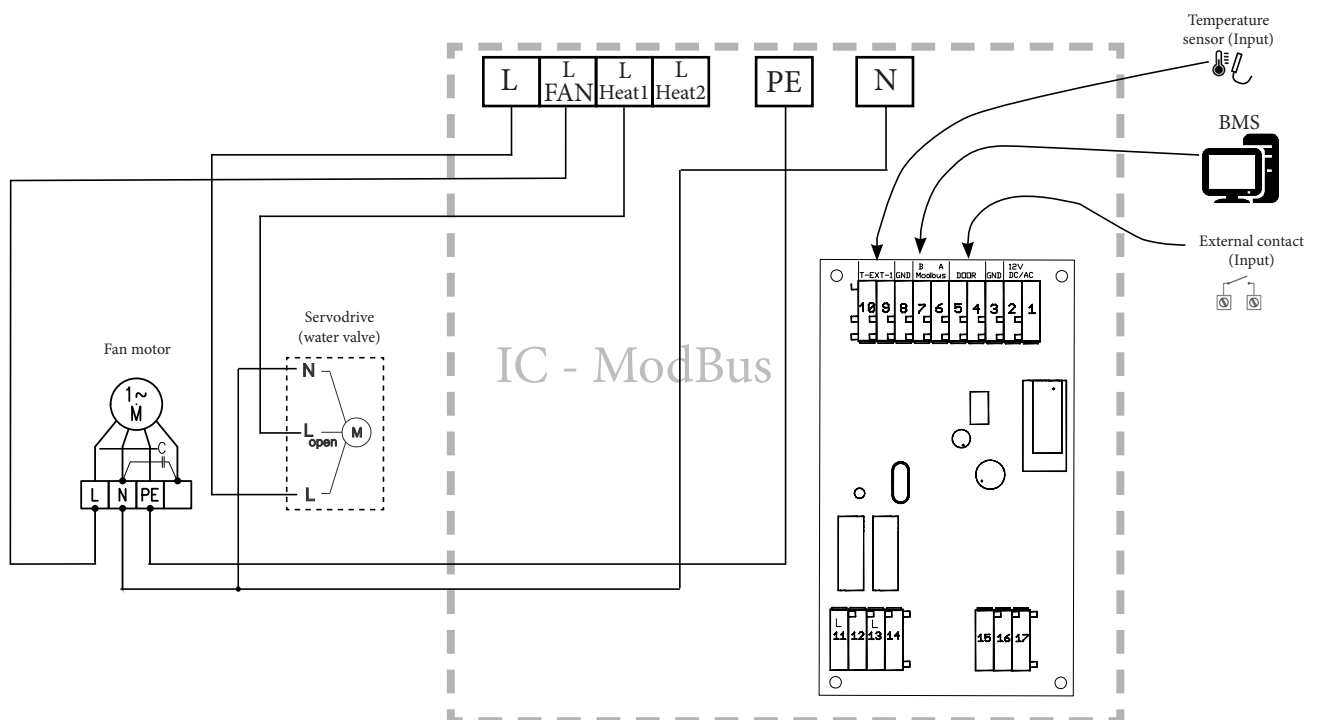 Temperature
sensor (Input)
L
L
FAN
L
Heat1
L
Heat2
PE
N
BMS
External contact
(Input)
B A
T-EXT-1 GND Modbus DOOR GND 12V
DC/AC
10 9 8 7 6 5 4 3 2 1
Servodrive
(water valve)
Fan motor
IC - ModBus
N
L
open
M
L
1~
M
C
L N PE
L L
11 12 13 14
15 16 17